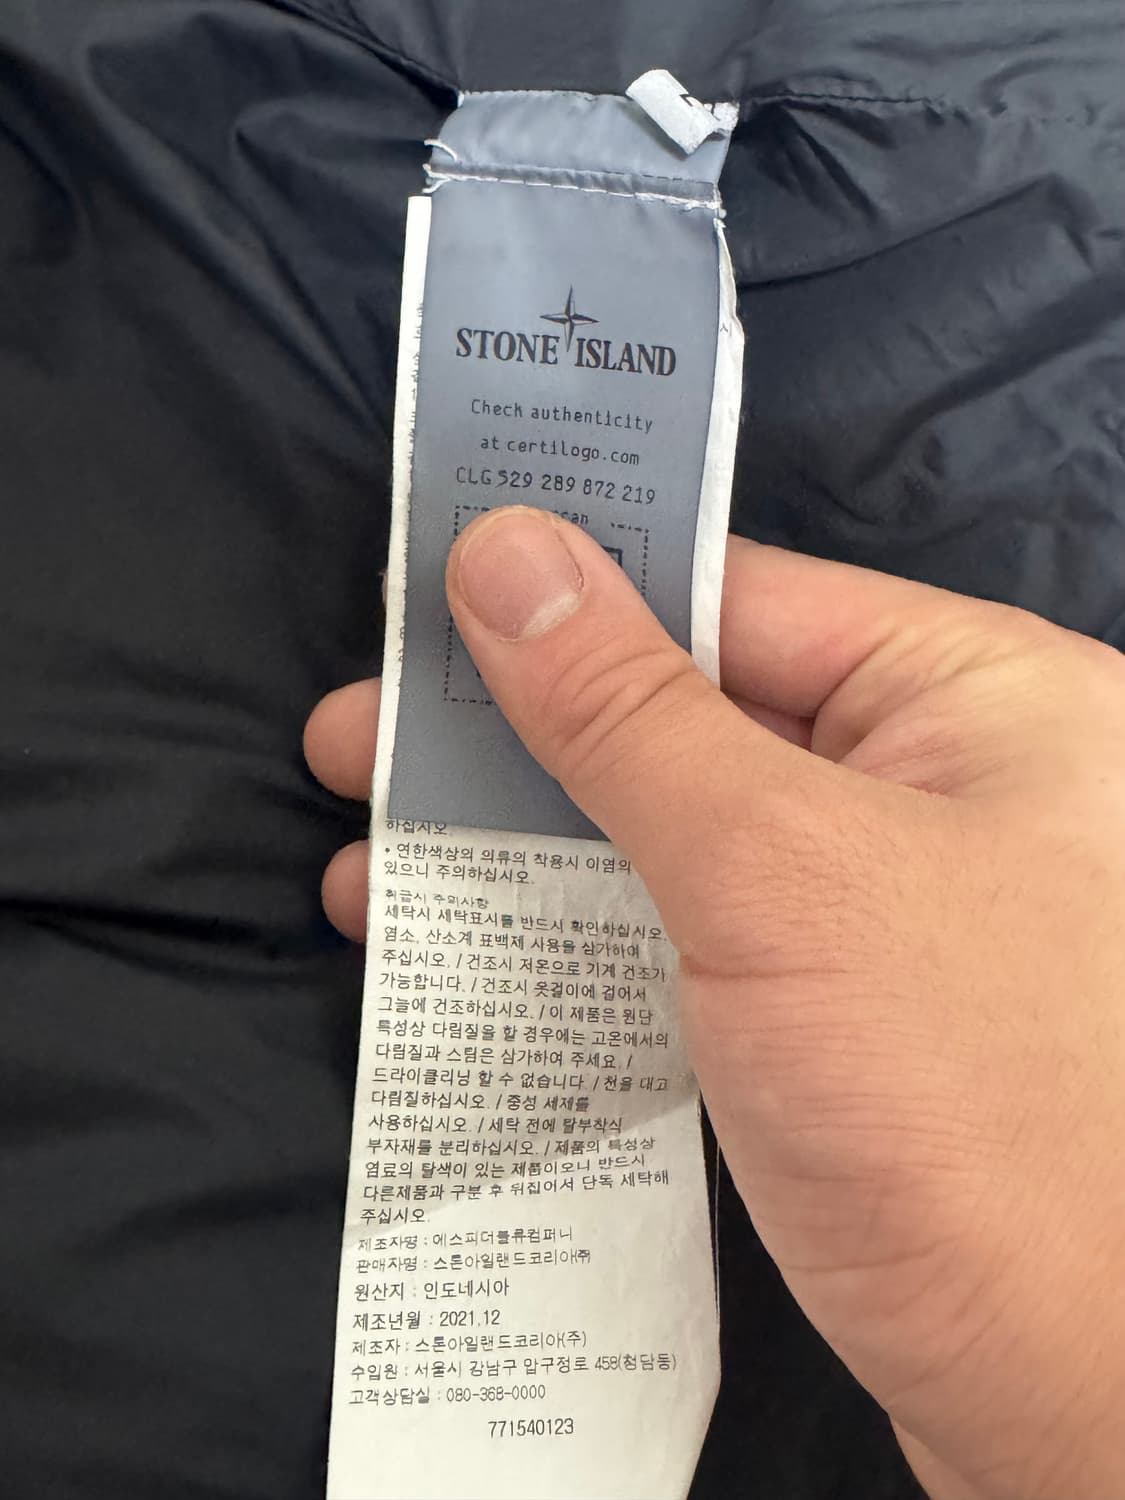 STONE ISLAND
Check authenticity
at certilogo.com
CLG 529 289 872 219
하십시오.
• 연한색상의 의류의 착용시 이염의
있으니 주의하십시오.
취급시 주의사항
세탁시 세탁표시를 반드시 확인하십시오.
염소, 산소계 표백제 사용을 삼가하여
주십시오. / 건조시 저온으로 기계 건조가
가능합니다. / 건조시 옷걸이에 걸어서
그늘에 건조하십시오. / 이 제품은 원단
특성상 다림질을 할 경우에는 고온에서의
다림질과 스팀은 삼가하여 주세요. /
드라이클리닝 할 수 없습니다. / 천을 대고
다림질하십시오. / 중성 세제를
사용하십시오. / 세탁 전에 탈부착식
부자재를 분리하십시오. / 제품의 특성상
염료의 탈색이 있는 제품이오니 반드시
다른제품과 구분 후 뒤집어서 단독 세탁해
주십시오.
제조자명 : 에스피더블류컴퍼니
판매자명 : 스톤아일랜드코리아㈜
원산지 : 인도네시아
제조년월 : 2021.12
제조자 : 스톤아일랜드코리아(주)
수입원 : 서울시 강남구 압구정로 458(청담동)
고객상담실 : 080-368-0000
771540123